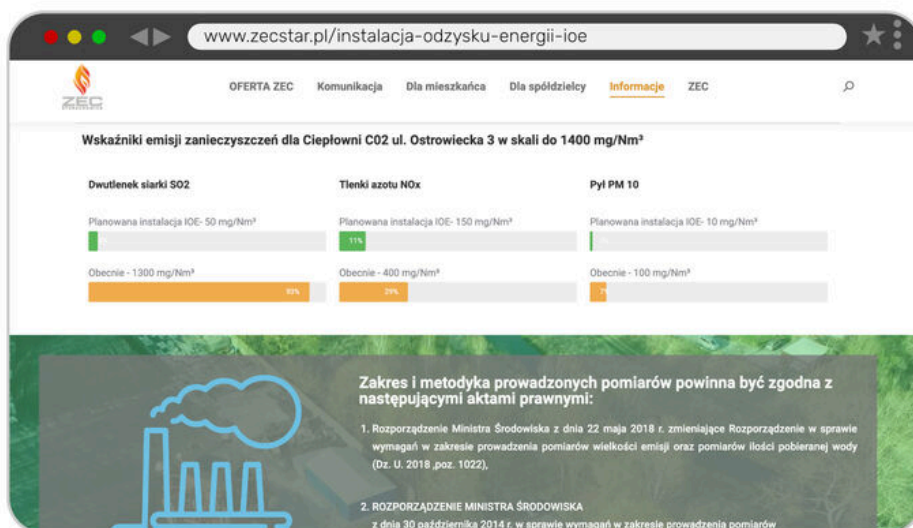 www.zecstar.pl/instalacja-odzysku-energii-ioe
ZEC
OFERTA ZEC Komunikacja Dla mieszkańca Dla spółdzielcy Informacje ZEC
Wskaźniki emisji zanieczyszczeń dla Ciepłowni C02 ul. Ostrowiecka 3 w skali do 1400 mg/Nm³
Dwutlenek siarki SO2 Tlenki azotu NOx Pył PM 10
Planowana instalacja IOE- 50 mg/Nm³ Planowana instalacja IOE- 150 mg/Nm³ Planowana instalacja IOE- 10 mg/Nm³
11%
Obecnie - 1300 mg/Nm³ Obecnie - 400 mg/Nm³ Obecnie - 100 mg/Nm³
93% 29% 7%
Zakres i metodyka prowadzonych pomiarów powinna być zgodna z
następującymi aktami prawnymi:
1. Rozporządzenie Ministra Środowiska z dnia 22 maja 2018 r. zmieniające Rozporządzenie w sprawie
wymagań w zakresie prowadzenia pomiarów wielkości emisji oraz pomiarów ilości pobieranej wody
(Dz. U. 2018 ,poz. 1022),
2. ROZPORZĄDZENIE MINISTRA ŚRODOWISKA
z dnia 30 października 2014 r. w sprawie wymagań w zakresie prowadzenia pomiarów